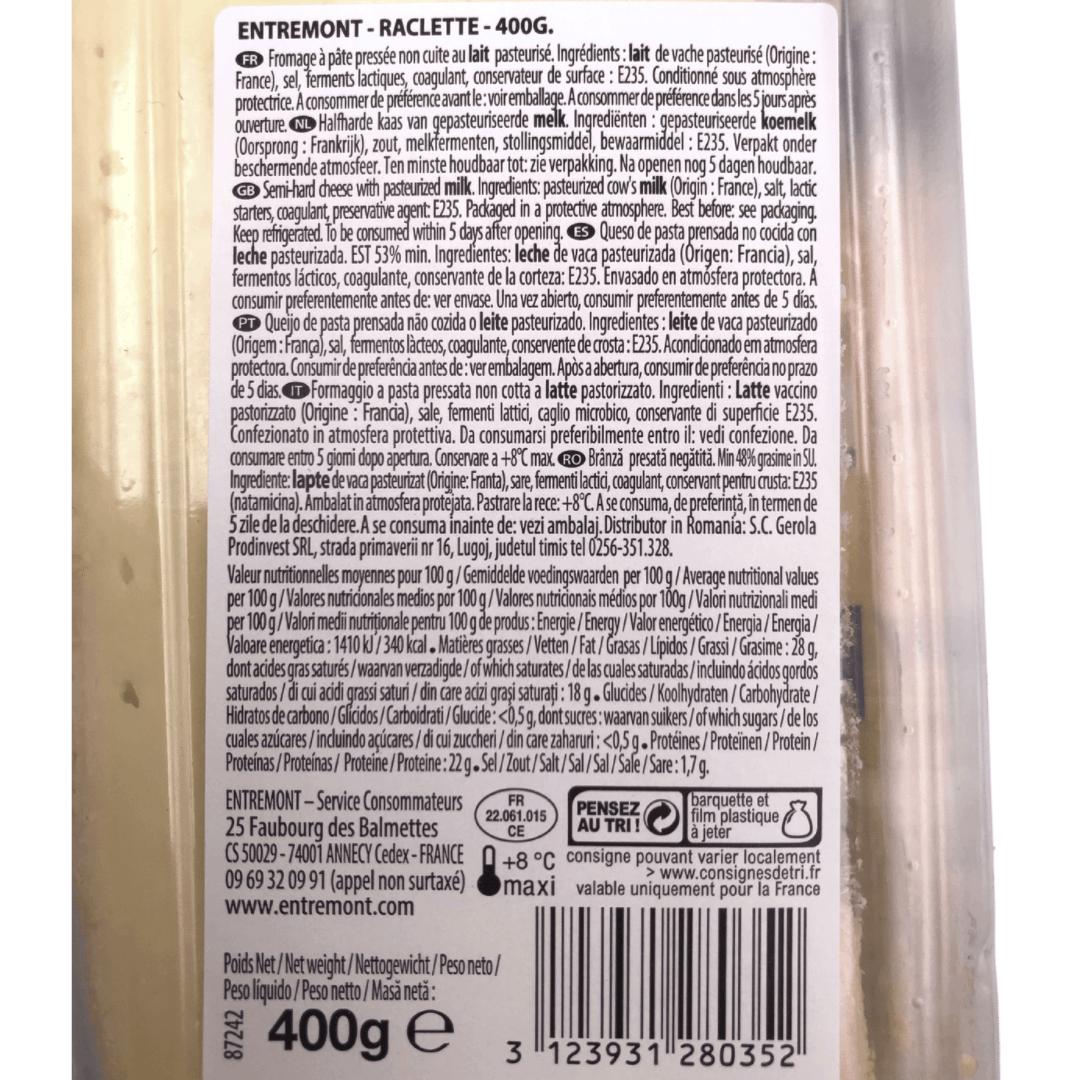 ENTREMONT - RACLETTE - 400G.
FR Fromage à pâte pressée non cuite au lait pasteurisé. Ingrédients : lait de vache pasteurisé (Origine :
France), sel, ferments lactiques, coagulant, conservateur de surface : E235. Conditionné sous atmosphère
protectrice. A consommer de préférence avant le : voir emballage. A consommer de préférence dans les 5 jours après
ouverture. NL Halfharde kaas van gepasteuriseerde melk. Ingrediënten : gepasteuriseerde koemelk
(Oorsprong : Frankrijk), zout, melkfermenten, stollingsmiddel, bewaarmiddel : E235. Verpakt onder
beschermende atmosfeer. Ten minste houdbaar tot: zie verpakking. Na openen nog 5 dagen houdbaar.
GB Semi-hard cheese with pasteurized milk. Ingredients: pasteurized cow's milk (Origin : France), salt, lactic
starters, coagulant, preservative agent: E235. Packaged in a protective atmosphere. Best before: see packaging.
Keep refrigerated. To be consumed within 5 days after opening. ES Queso de pasta prensada no cocida con
leche pasteurizada. EST 53% min. Ingredientes: leche de vaca pasteurizada (Origen: Francia), sal,
fermentos lácticos, coagulante, conservante de la corteza: E235. Envasado en atmósfera protectora. A
consumir preferentemente antes de: ver envase. Una vez abierto, consumir preferentemente antes de 5 días.
PT Queijo de pasta prensada não cozida o leite pasteurizado. Ingredientes : leite de vaca pasteurizado
(Origem : França), sal, fermentos làcteos, coagulante, conservente de crosta : E235. Acondicionado em atmosfera
protectora. Consumir de preferência antes de : ver embalagem. Apòs a abertura, consumir de preferência no prazo
de 5 dias. IT Formaggio a pasta pressata non cotta a latte pastorizzato. Ingredienti : Latte vaccino
pastorizzato (Origine : Francia), sale, fermenti lattici, caglio microbico, conservante di superficie E235.
Confezionato in atmosfera protettiva. Da consumarsi preferibilmente entro il: vedi confezione. Da
consumare entro 5 giorni dopo apertura. Conservare a +8°C max. RO Brânză presată negătită. Min 48% grasime in SU.
Ingrediente: lapte de vaca pasteurizat (Origine: Franta), sare, fermenti lactici, coagulant, conservant pentru crusta: E235
(natamicina). Ambalat in atmosfera protejata. Pastrare la rece: +8°C. A se consuma, de preferinţă, în termen de
5 zile de la deschidere. A se consuma inainte de: vezi ambalaj. Distributor in Romania: S.C. Gerola
Prodinvest SRL, strada primaverii nr 16, Lugoj, judetul timis tel 0256-351.328.
Valeur nutritionnelles moyennes pour 100 g / Gemiddelde voedingswaarden per 100 g / Average nutritional values
per 100 g / Valores nutricionales medios por 100 g / Valores nutricionais médios por 100g / Valori nutrizionali medi
per 100 g / Valori medii nutriționale pentru 100 g de produs : Energie / Energy / Valor energético / Energia / Energia /
Valoare energetica : 1410 kJ / 340 kcal • Matières grasses / Vetten / Fat / Grasas / Lípidos / Grassi / Grasime : 28 g,
dont acides gras saturés / waarvan verzadigde / of which saturates / de las cuales saturadas / incluindo ácidos gordos
saturados / di cui acidi grassi saturi / din care acizi grași saturați : 18 g • Glucides / Koolhydraten / Carbohydrate /
Hidratos de carbono / Glícidos / Carboidrati / Glucide : <0,5 g, dont sucres : waarvan suikers / of which sugars / de los
cuales azúcares / incluindo açúcares / di cui zuccheri / din care zaharuri : <0,5 g • Protéines / Proteïnen / Protein /
Proteínas / Proteínas / Proteine / Proteine : 22 g • Sel / Zout / Salt / Sal / Sal / Sale / Sare : 1,7 g.
ENTREMONT – Service Consommateurs
25 Faubourg des Balmettes
CS 50029 - 74001 ANNECY Cedex - FRANCE
09 69 32 09 91 (appel non surtaxé)
www.entremont.com
FR
22.061.015
CE
+8 °C
maxi
PENSEZ
AU TRI !
barquette et
film plastique
à jeter
consigne pouvant varier localement
> www.consignesdetri.fr
valable uniquement pour la France
Poids Net / Net weight / Nettogewicht / Peso neto /
Peso líquido / Peso netto / Masă netă :
87242
400g e
3 123931 280352